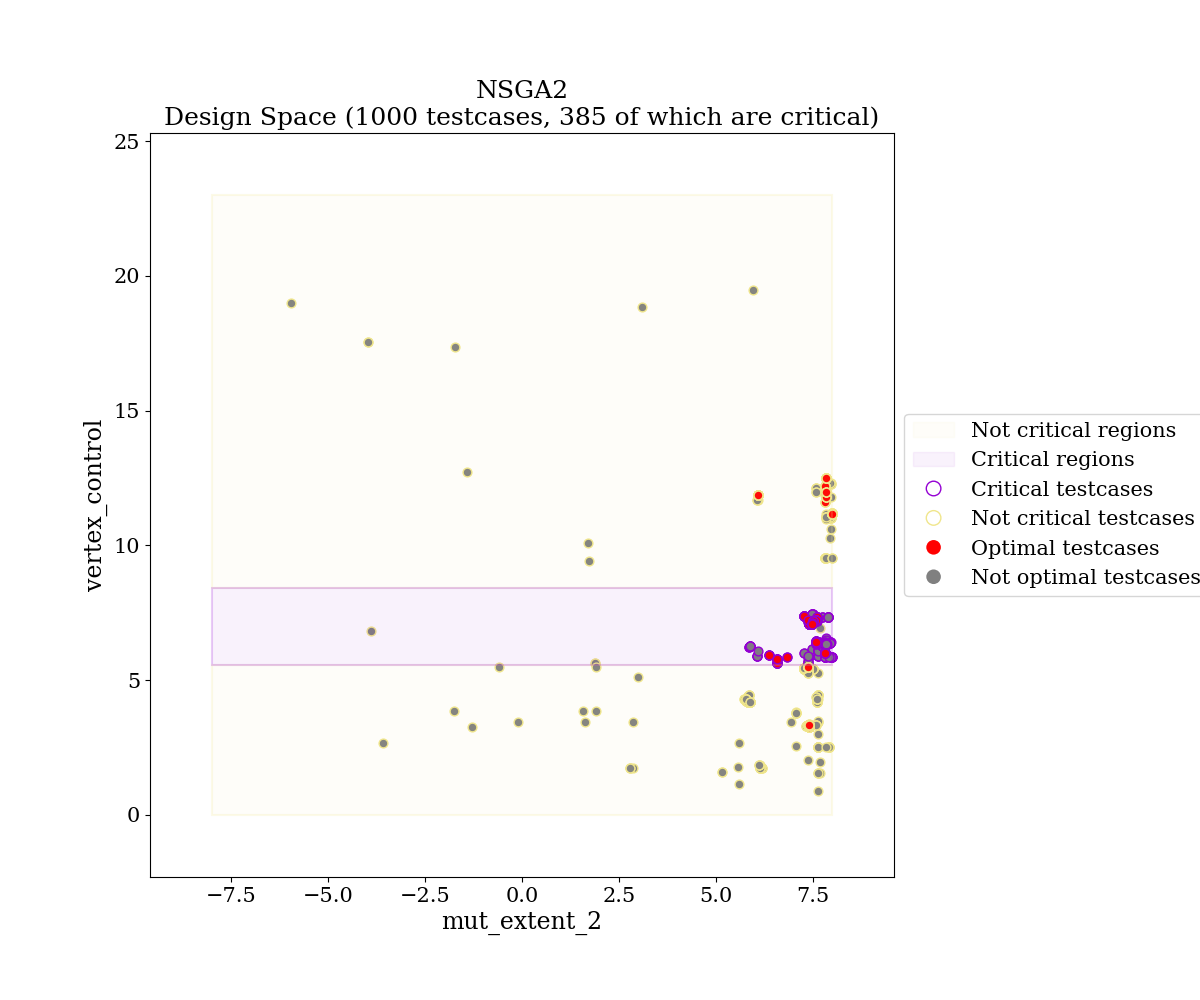 NSGA2
Design Space (1000 testcases, 385 of which are critical)
25
20
15
10
5
0
vertex_control
−7.5
−5.0
−2.5
0.0
2.5
5.0
7.5
mut_extent_2
Not critical regions
Critical regions
Critical testcases
Not critical testcases
Optimal testcases
Not optimal testcases